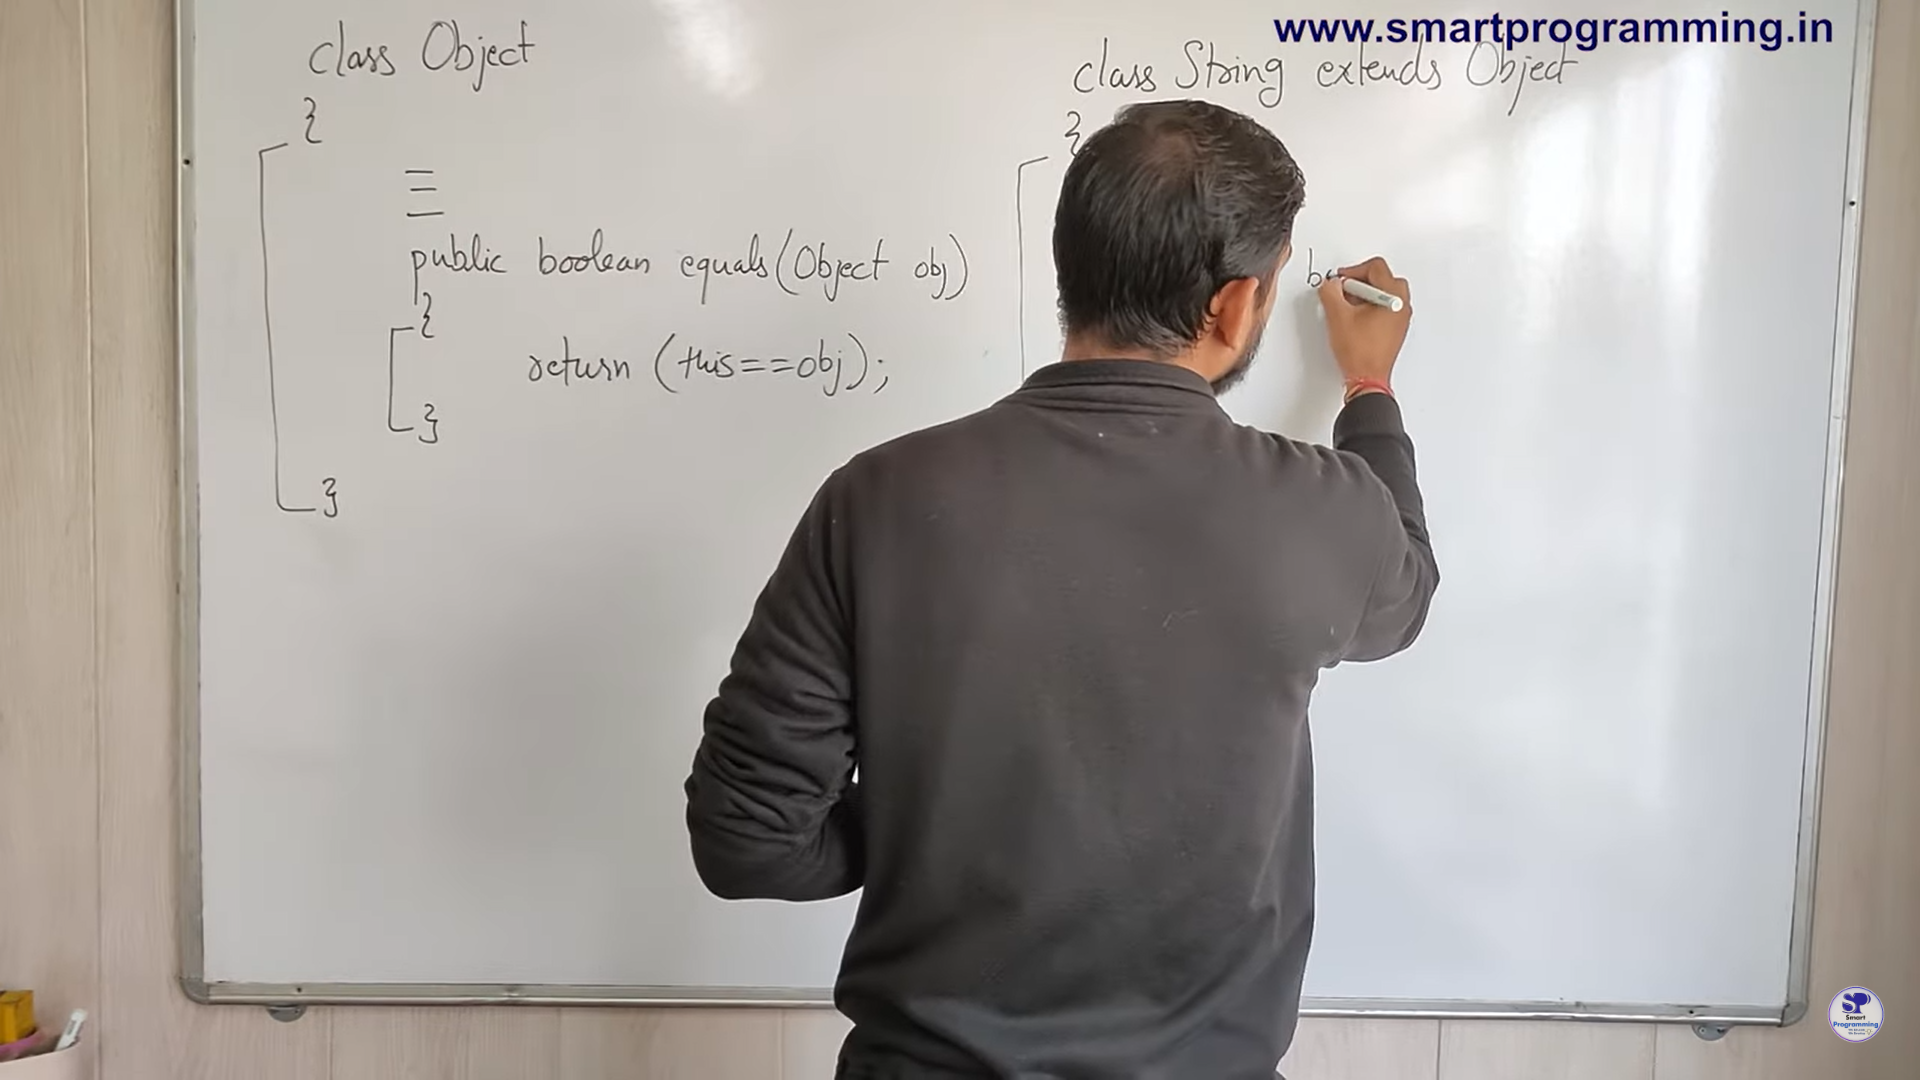 www.smartprogramming.in
class Object
{
public boolean equals(Object obj)
{
return (this==obj);
}
}
class String extends Object
{
SP
Smart
Programming